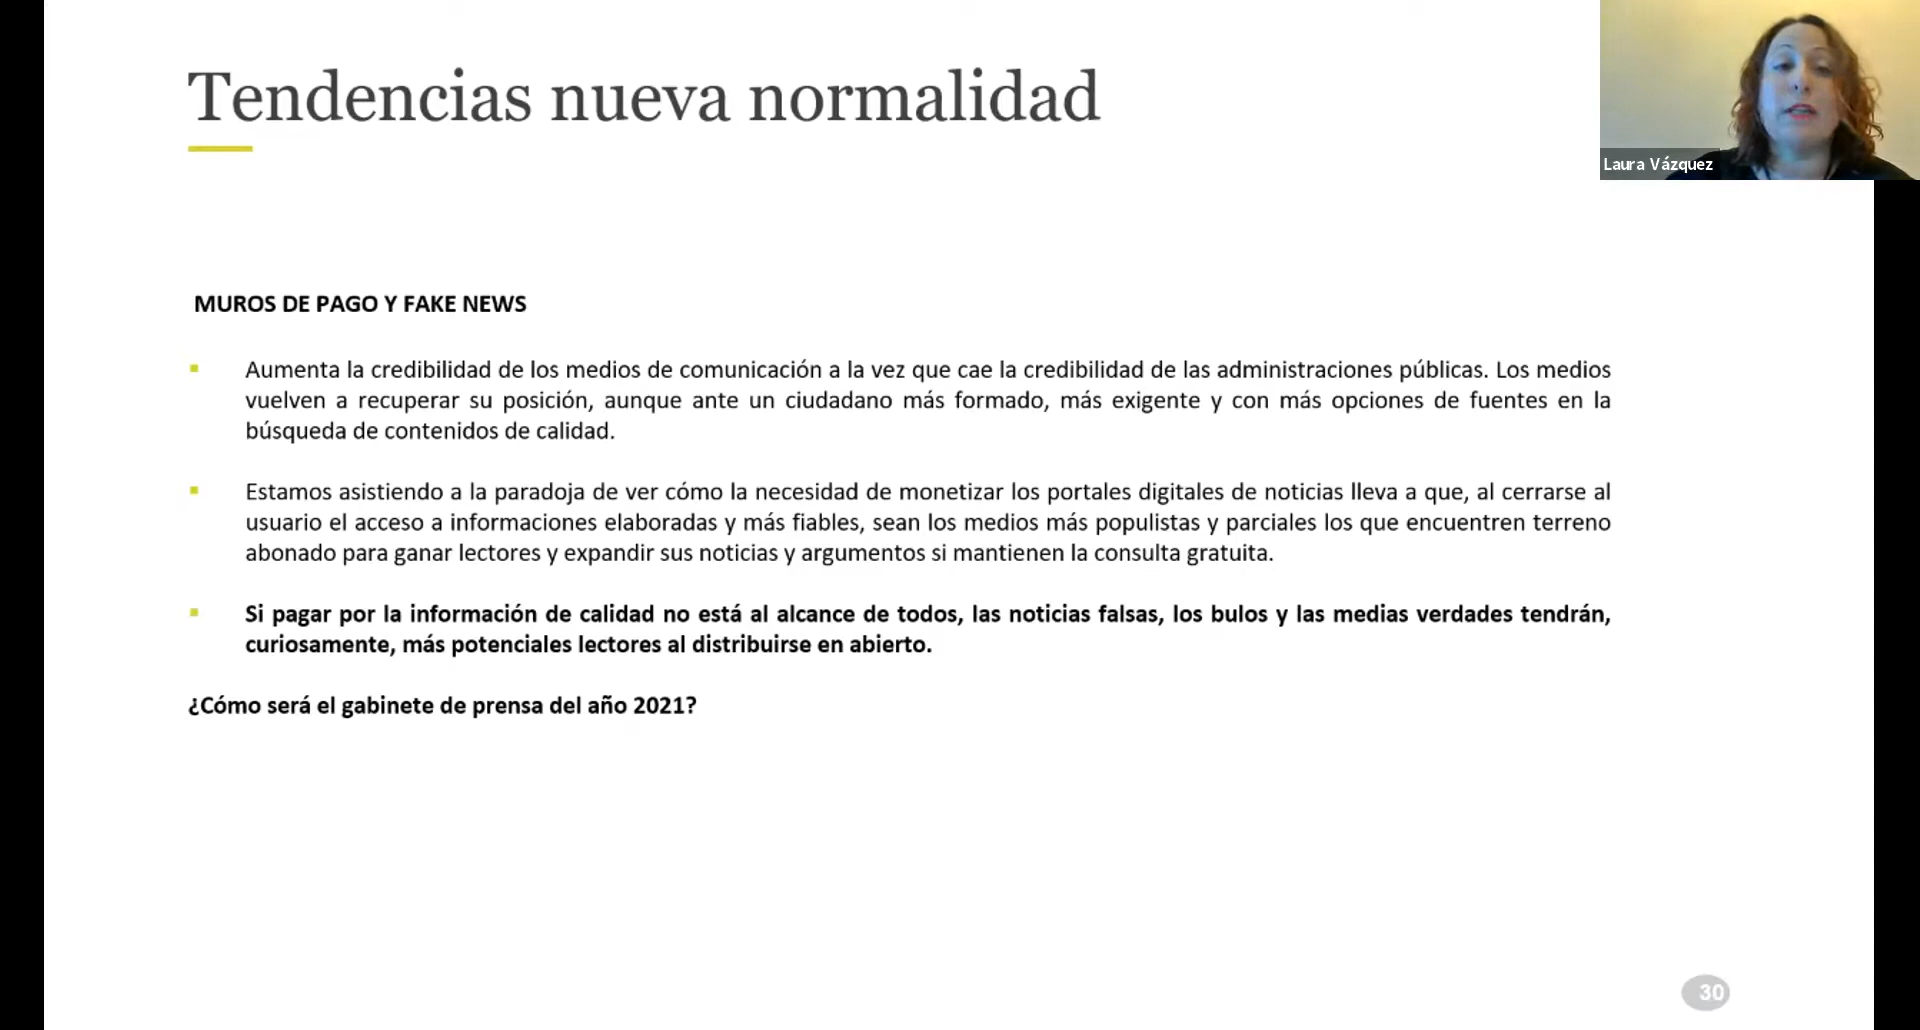 Tendencias nueva normalidad
Laura Vázquez
MUROS DE PAGO Y FAKE NEWS
Aumenta la credibilidad de los medios de comunicación a la vez que cae la credibilidad de las administraciones públicas. Los medios
vuelven a recuperar su posición, aunque ante un ciudadano más formado, más exigente y con más opciones de fuentes en la
búsqueda de contenidos de calidad.
Estamos asistiendo a la paradoja de ver cómo la necesidad de monetizar los portales digitales de noticias lleva a que, al cerrarse al
usuario el acceso a informaciones elaboradas y más fiables, sean los medios más populistas y parciales los que encuentren terreno
abonado para ganar lectores y expandir sus noticias y argumentos si mantienen la consulta gratuita.
Si pagar por la información de calidad no está al alcance de todos, las noticias falsas, los bulos y las medias verdades tendrán,
curiosamente, más potenciales lectores al distribuirse en abierto.
¿Cómo será el gabinete de prensa del año 2021?
30